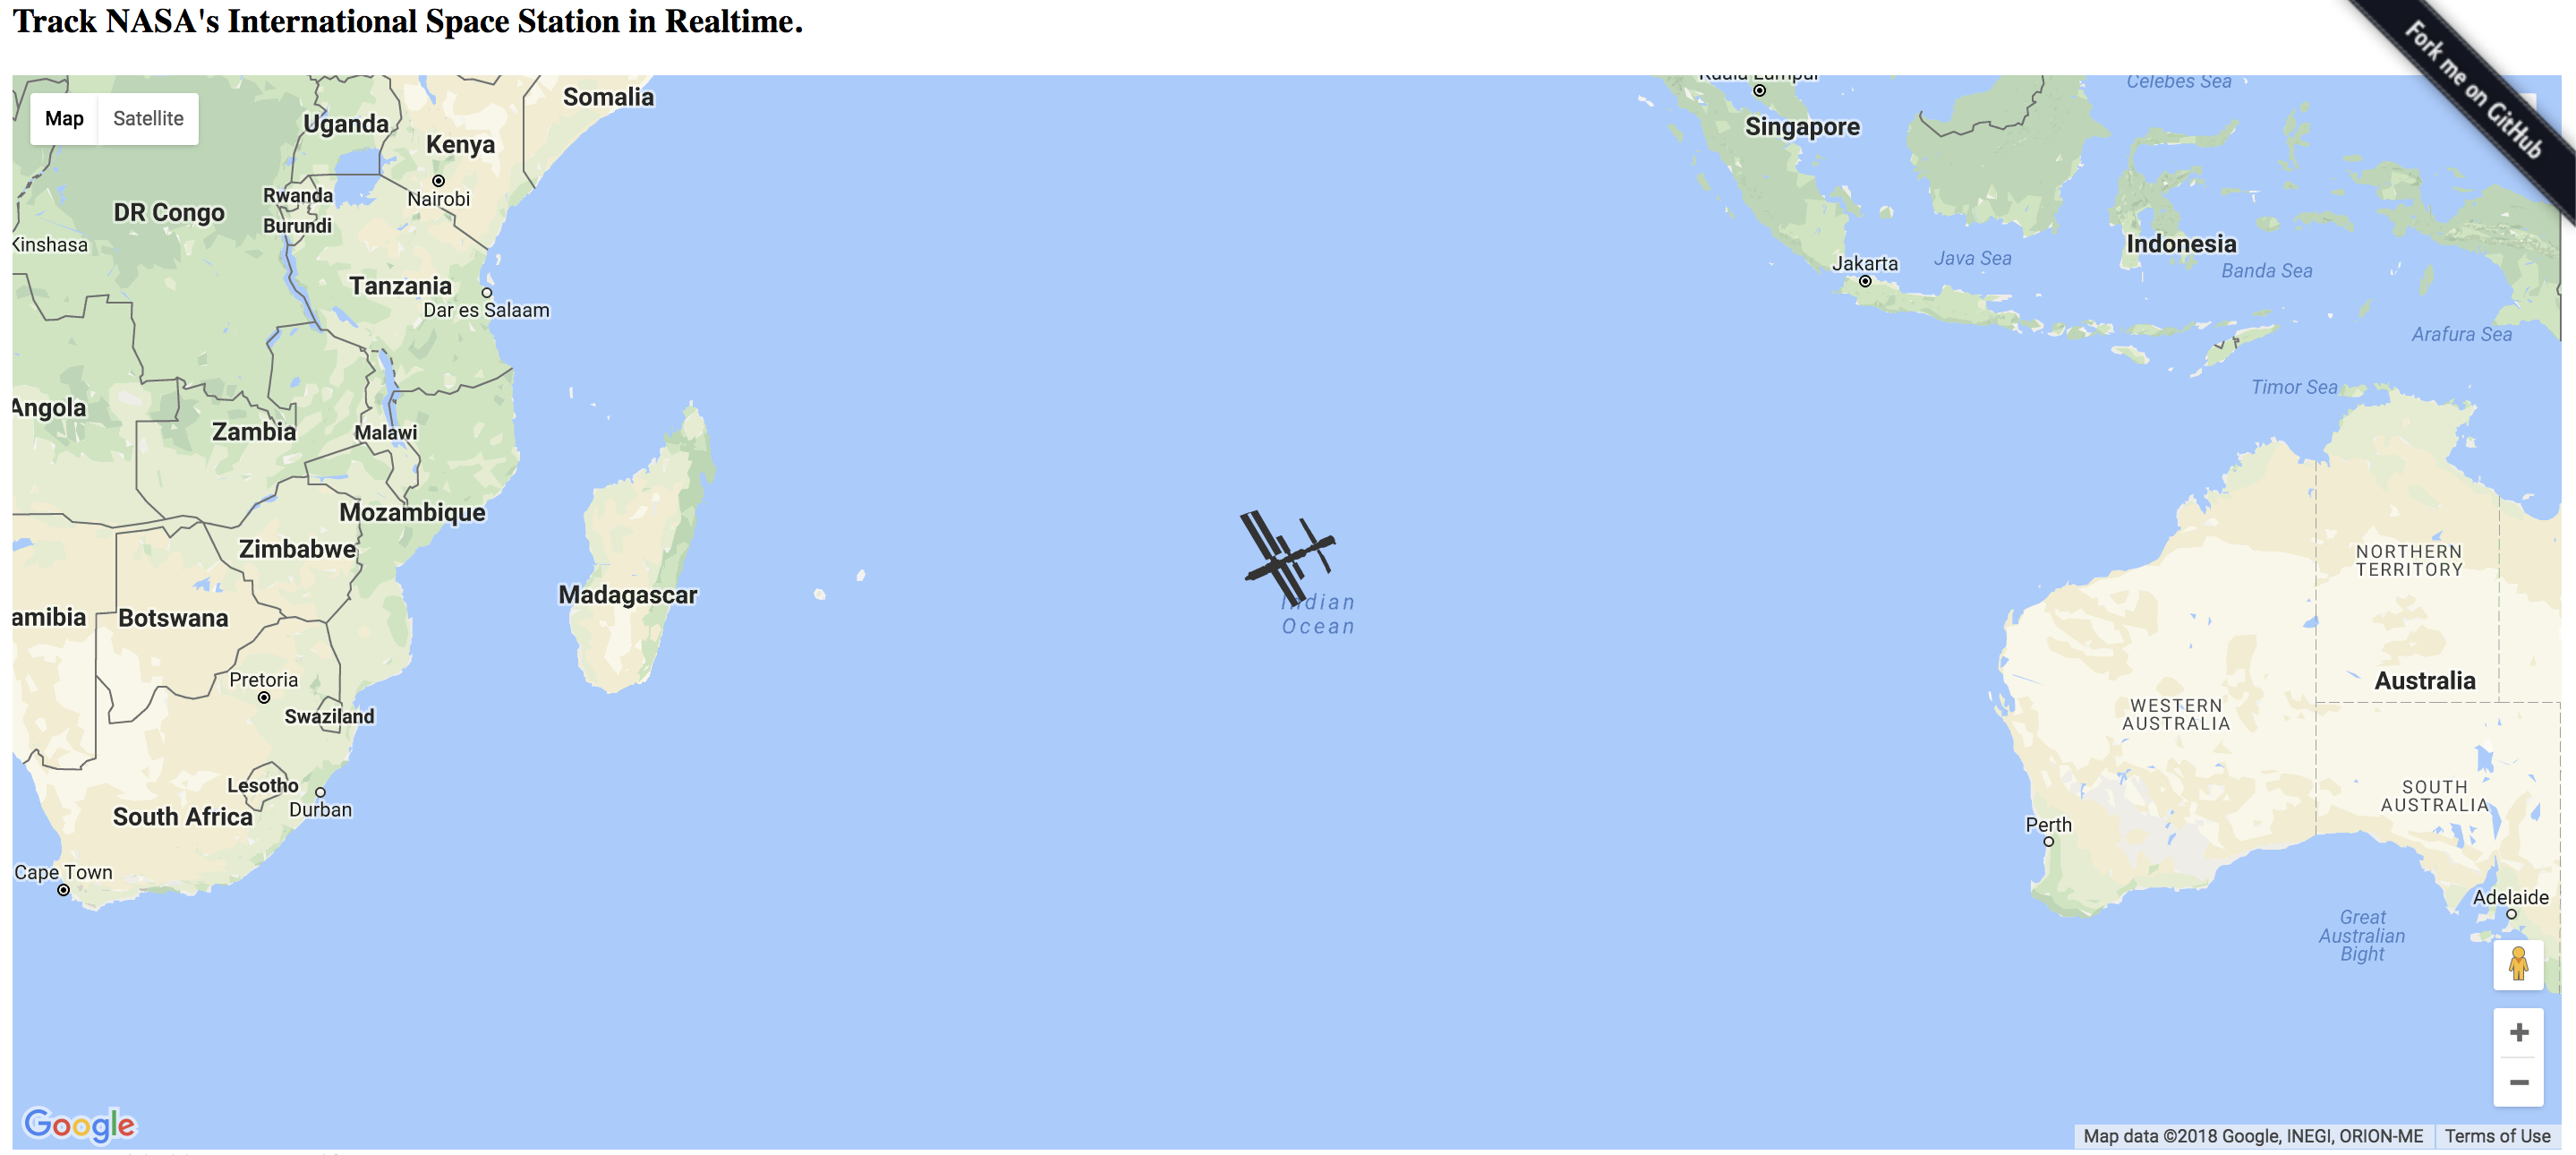 Track NASA's International Space Station in Realtime.
Fork me on GitHub
Map
Satellite
Somalia
Uganda
Kenya
Nairobi
Rwanda
Burundi
DR Congo
Kinshasa
Tanzania
Dar es Salaam
Angola
Zambia
Malawi
Mozambique
Zimbabwe
Madagascar
amibia
Botswana
Pretoria
Swaziland
Lesotho
Durban
South Africa
Cape Town
Indian
Ocean
Kuala Lumpur
Singapore
Celebes Sea
Jakarta
Java Sea
Indonesia
Banda Sea
Arafura Sea
Timor Sea
NORTHERN
TERRITORY
Australia
WESTERN
AUSTRALIA
SOUTH
AUSTRALIA
Perth
Adelaide
Great
Australian
Bight
Google
Map data ©2018 Google, INEGI, ORION-ME
Terms of Use